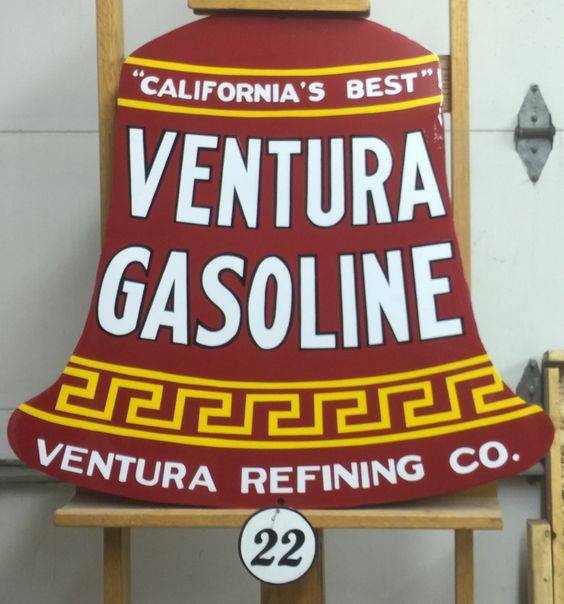 "CALIFORNIA'S BEST"
VENTURA
GASOLINE
VENTURA REFINING CO.
22